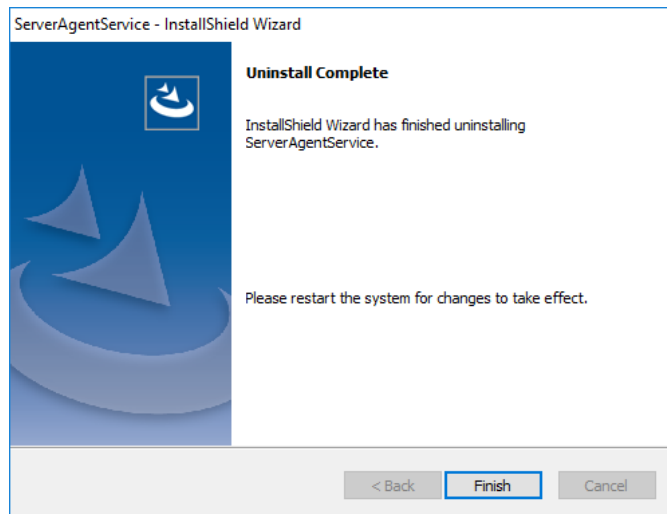 ServerAgentService - InstallShield Wizard
Uninstall Complete
InstallShield Wizard has finished uninstalling
ServerAgentService.
Please restart the system for changes to take effect.
< Back
Finish
Cancel